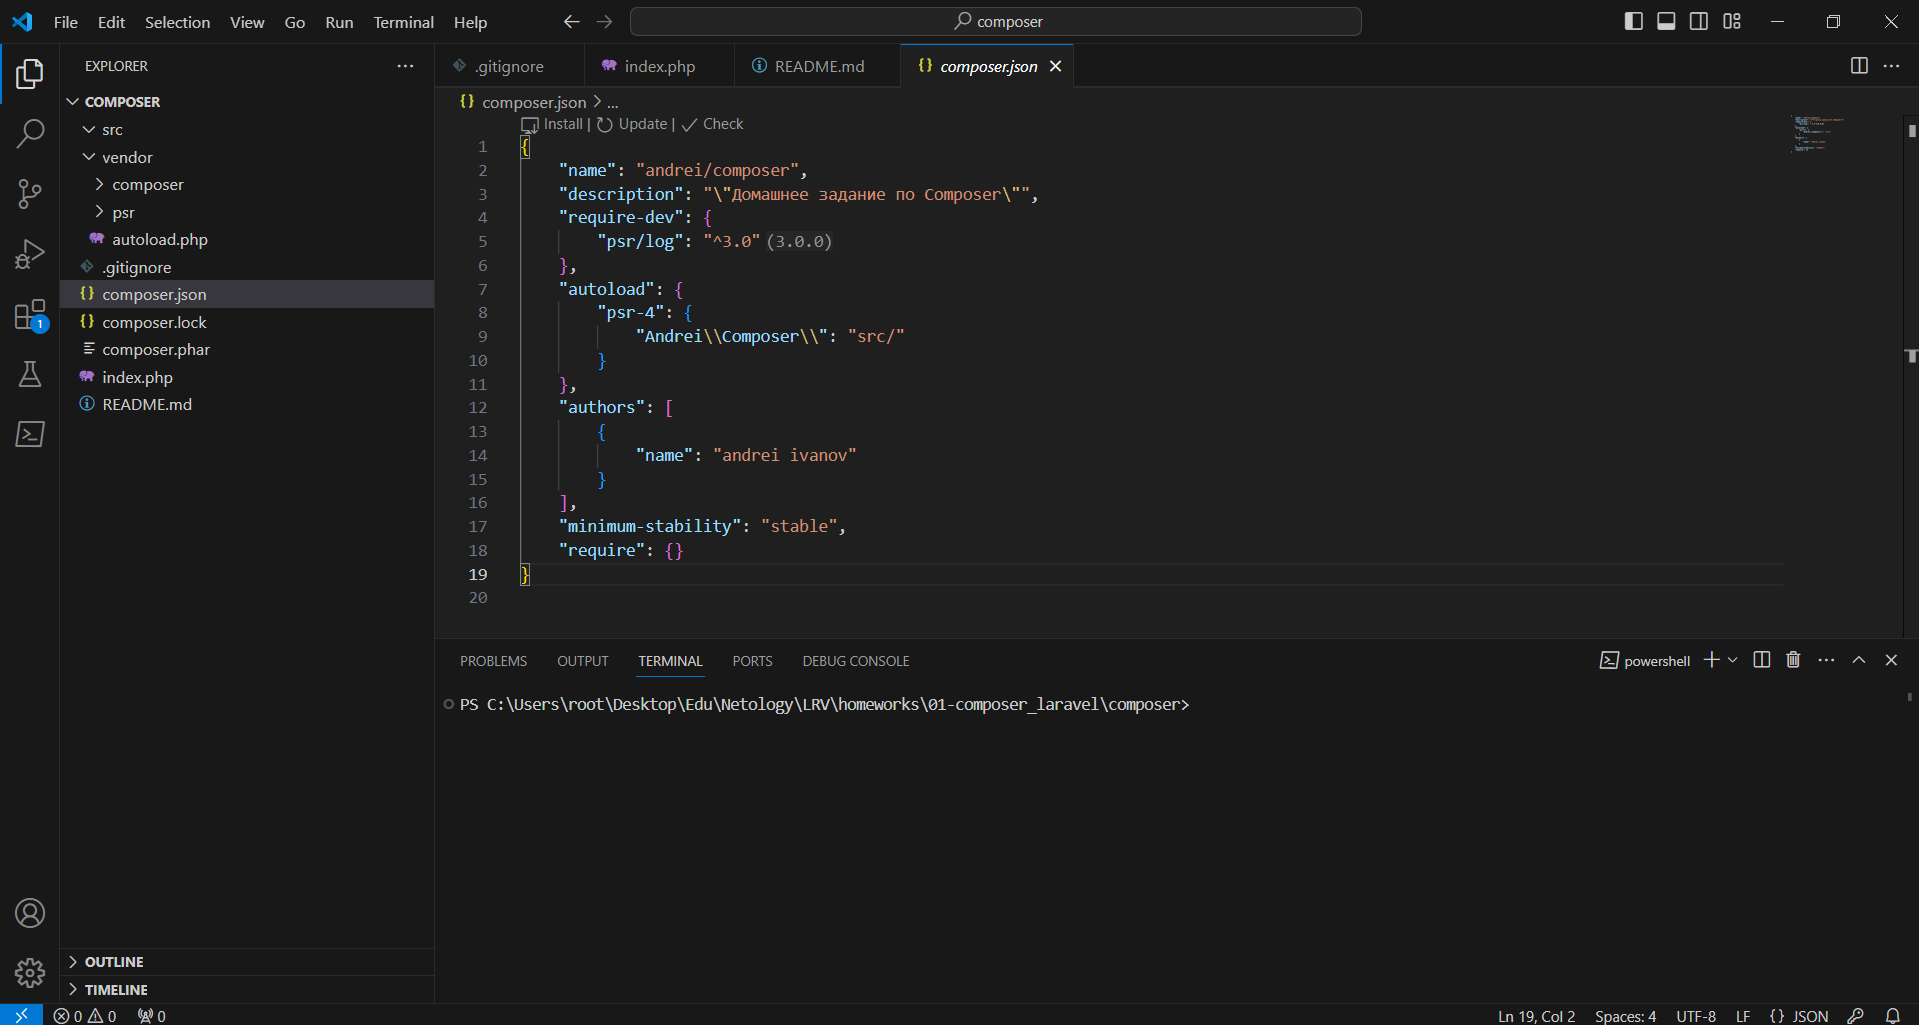 File Edit Selection View Go Run Terminal Help
composer
EXPLORER
COMPOSER
src
vendor
composer
psr
autoload.php
.gitignore
composer.json
composer.lock
composer.phar
index.php
README.md
OUTLINE
TIMELINE
.gitignore index.php README.md composer.json
composer.json > ...
Install | Update | Check
1 {
2 "name": "andrei/composer",
3 "description": "\"Домашнее задание по Composer\"",
4 "require-dev": {
5 "psr/log": "^3.0" (3.0.0)
6 },
7 "autoload": {
8 "psr-4": {
9 "Andrei\\Composer\\": "src/"
10 }
11 },
12 "authors": [
13 {
14 "name": "andrei ivanov"
15 }
16 ],
17 "minimum-stability": "stable",
18 "require": {}
19 }
20
PROBLEMS OUTPUT TERMINAL PORTS DEBUG CONSOLE
powershell
PS C:\Users\root\Desktop\Edu\Netology\LRV\homeworks\01-composer_laravel\composer>
1
0 0 0
Ln 19, Col 2 Spaces: 4 UTF-8 LF {} JSON